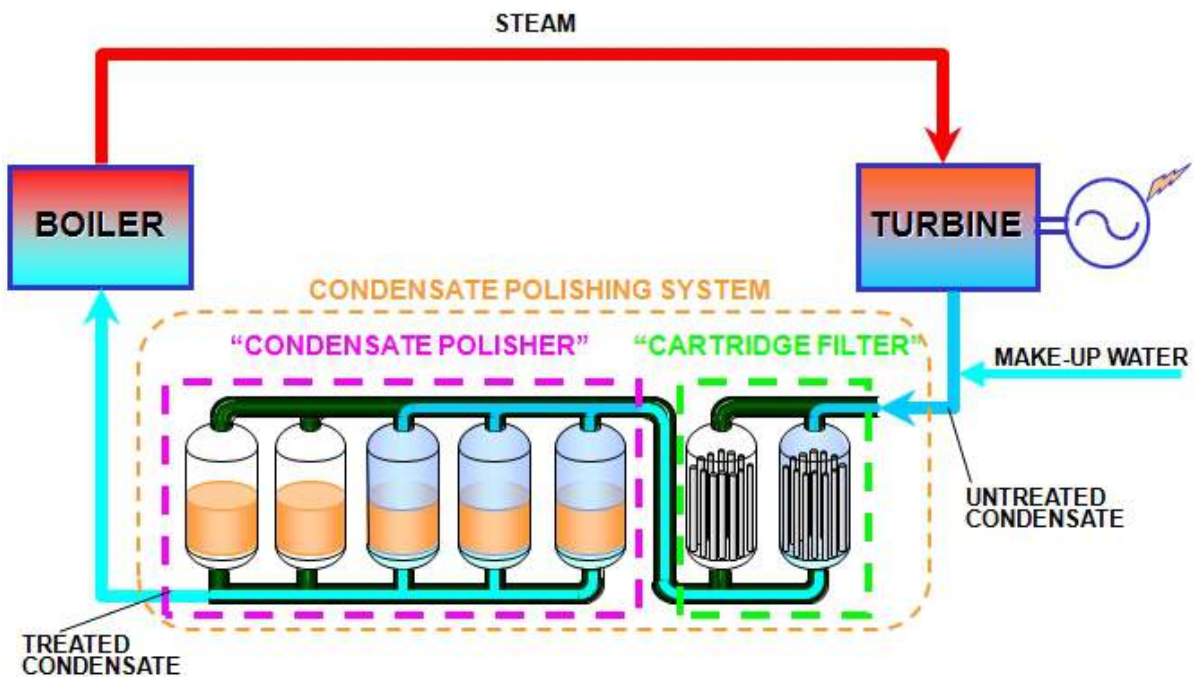 STEAM
BOILER
TURBINE
CONDENSATE POLISHING SYSTEM
“CONDENSATE POLISHER”
“CARTRIDGE FILTER”
MAKE-UP WATER
UNTREATED
CONDENSATE
TREATED
CONDENSATE